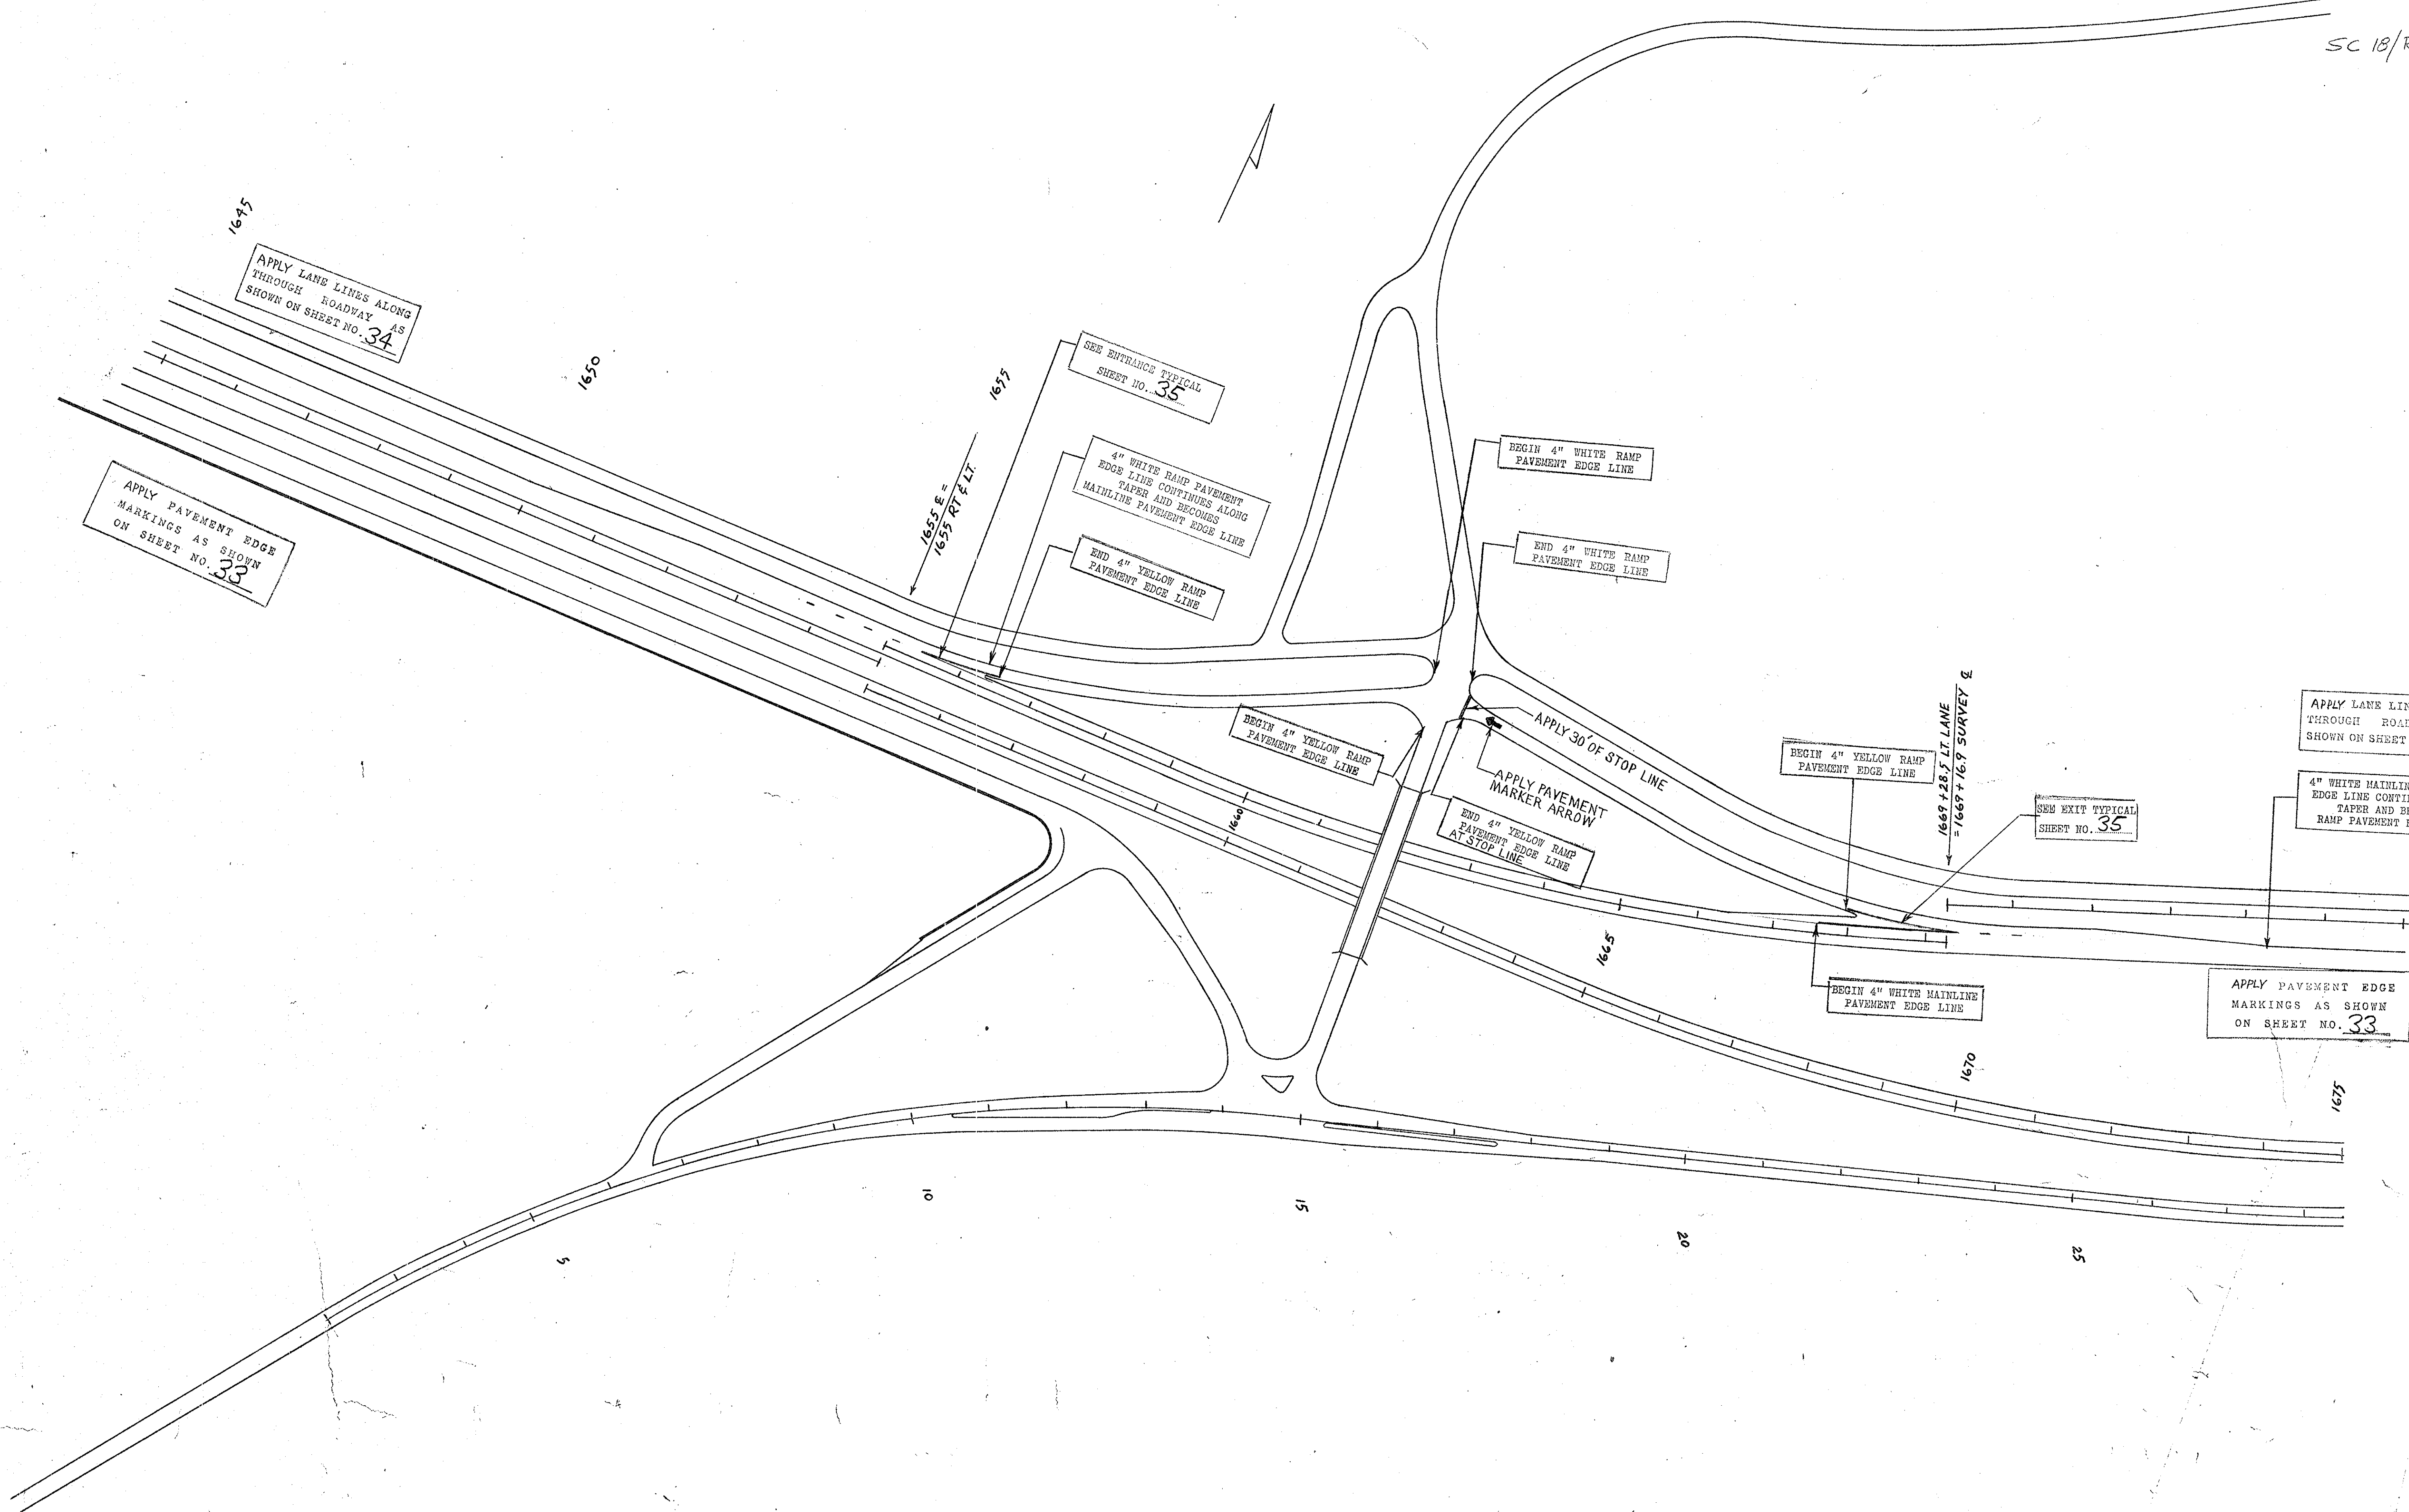 SC 18/
1645
APPLY LANE LINES ALONG
THROUGH ROADWAY AS
SHOWN ON SHEET NO. 34
1650
1655
SEE ENTRANCE TYPICAL
SHEET NO. 35
4" WHITE RAMP PAVEMENT
EDGE LINE CONTINUES ALONG
TAPER AND BECOMES
MAINLINE PAVEMENT EDGE LINE
1655 ℄ =
1655 RT & LT.
END 4" YELLOW RAMP
PAVEMENT EDGE LINE
APPLY PAVEMENT EDGE
MARKINGS AS SHOWN
ON SHEET NO. 33
BEGIN 4" WHITE RAMP
PAVEMENT EDGE LINE
END 4" WHITE RAMP
PAVEMENT EDGE LINE
BEGIN 4" YELLOW RAMP
PAVEMENT EDGE LINE
APPLY 30' OF STOP LINE
APPLY PAVEMENT
MARKER ARROW
END 4" YELLOW RAMP
PAVEMENT EDGE LINE
AT STOP LINE
1660
BEGIN 4" YELLOW RAMP
PAVEMENT EDGE LINE
1669+28.5 LT. LANE
=1669+16.9 SURVEY ℄
SEE EXIT TYPICAL
SHEET NO. 35
APPLY LANE
THROUGH
SHOWN ON SHEET
4" WHITE
EDGE LINE
TAPER AND
RAMP PAVEMENT
1665
BEGIN 4" WHITE MAINLINE
PAVEMENT EDGE LINE
APPLY PAVEMENT EDGE
MARKINGS AS SHOWN
ON SHEET NO. 33
1670
1675
5
10
15
20
25